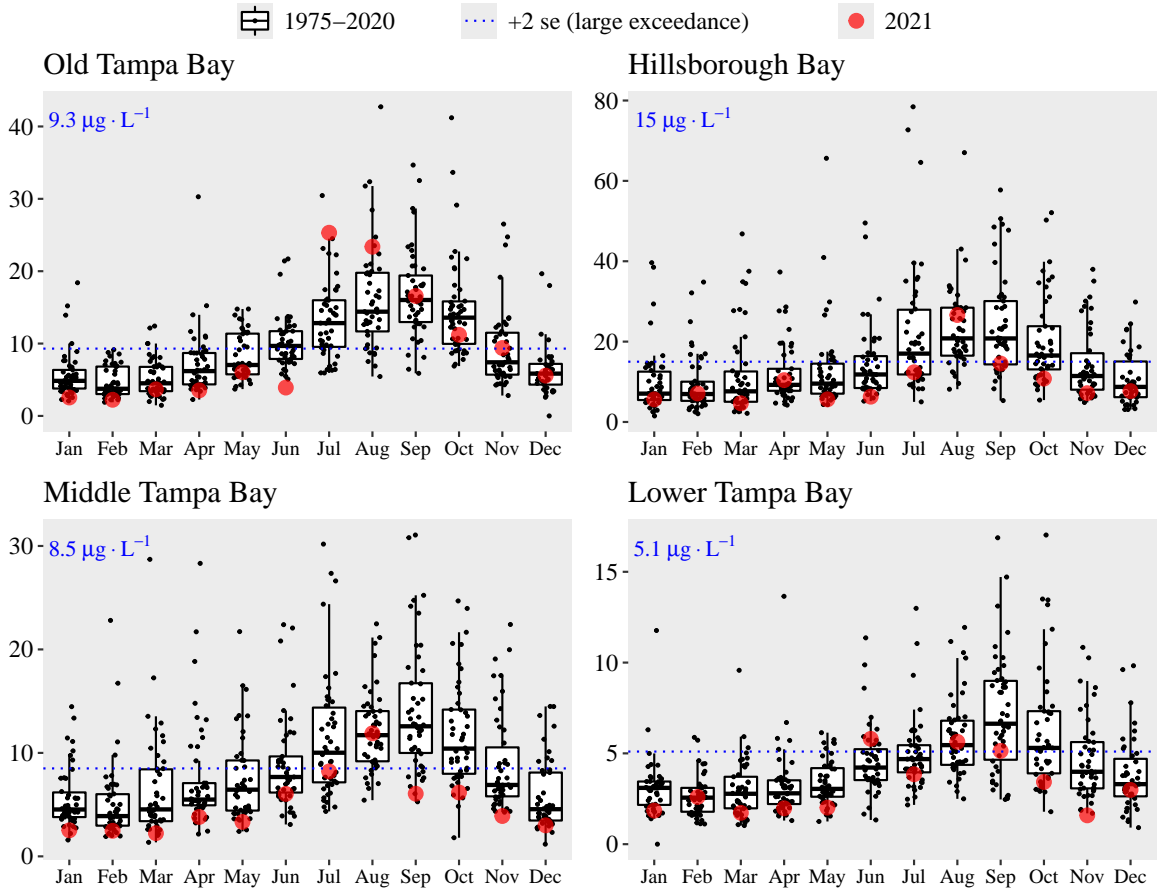 1975−2020 +2 se (large exceedance) 2021
Old Tampa Bay
9.3 μg · L⁻¹
40
30
20
10
0
Jan Feb Mar Apr May Jun Jul Aug Sep Oct Nov Dec
Hillsborough Bay
15 μg · L⁻¹
80
60
40
20
0
Jan Feb Mar Apr May Jun Jul Aug Sep Oct Nov Dec
Middle Tampa Bay
8.5 μg · L⁻¹
30
20
10
0
Jan Feb Mar Apr May Jun Jul Aug Sep Oct Nov Dec
Lower Tampa Bay
5.1 μg · L⁻¹
15
10
5
0
Jan Feb Mar Apr May Jun Jul Aug Sep Oct Nov Dec